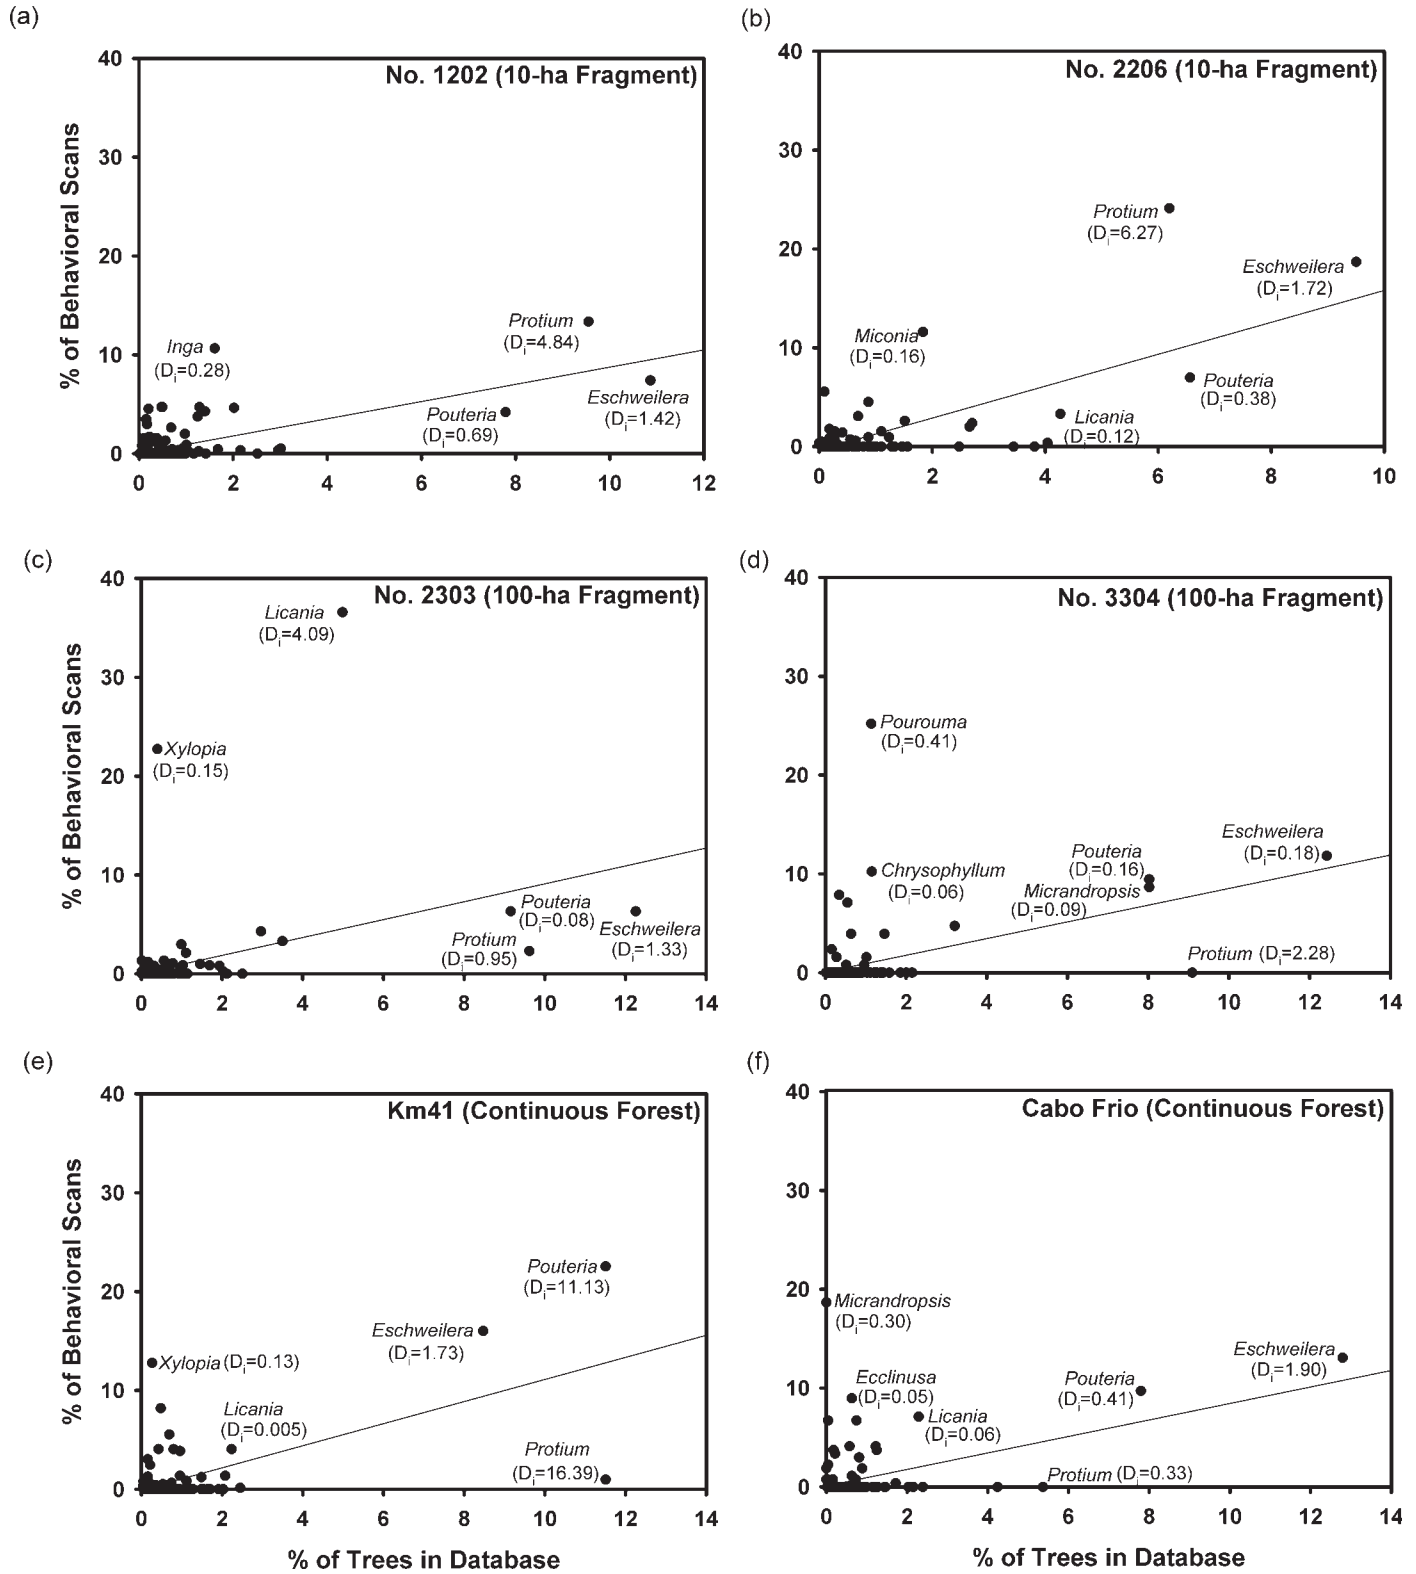 (a)
No. 1202 (10-ha Fragment)
% of Behavioral Scans
40
30
20
10
0
Inga
(Di=0.28)
Protium
(Di=4.84)
Pouteria
(Di=0.69)
Eschweilera
(Di=1.42)
0 2 4 6 8 10 12
(b)
No. 2206 (10-ha Fragment)
40
30
20
10
0
Protium
(Di=6.27)
Eschweilera
(Di=1.72)
Miconia
(Di=0.16)
Pouteria
(Di=0.38)
Licania
(Di=0.12)
0 2 4 6 8 10
(c)
No. 2303 (100-ha Fragment)
% of Behavioral Scans
40
30
20
10
0
Licania
(Di=4.09)
Xylopia
(Di=0.15)
Pouteria
(Di=0.08)
Protium
(Di=0.95)
Eschweilera
(Di=1.33)
0 2 4 6 8 10 12 14
(d)
No. 3304 (100-ha Fragment)
40
30
20
10
0
Pourouma
(Di=0.41)
Chrysophyllum
(Di=0.06)
Pouteria
(Di=0.16)
Micrandropsis
(Di=0.09)
Eschweilera
(Di=0.18)
Protium (Di=2.28)
0 2 4 6 8 10 12 14
(e)
Km41 (Continuous Forest)
% of Behavioral Scans
40
30
20
10
0
Pouteria
(Di=11.13)
Eschweilera
(Di=1.73)
Xylopia (Di=0.13)
Licania
(Di=0.005)
Protium
(Di=16.39)
0 2 4 6 8 10 12 14
% of Trees in Database
(f)
Cabo Frio (Continuous Forest)
40
30
20
10
0
Micrandropsis
(Di=0.30)
Ecclinusa
(Di=0.05)
Licania
(Di=0.06)
Pouteria
(Di=0.41)
Eschweilera
(Di=1.90)
Protium (Di=0.33)
0 2 4 6 8 10 12 14
% of Trees in Database